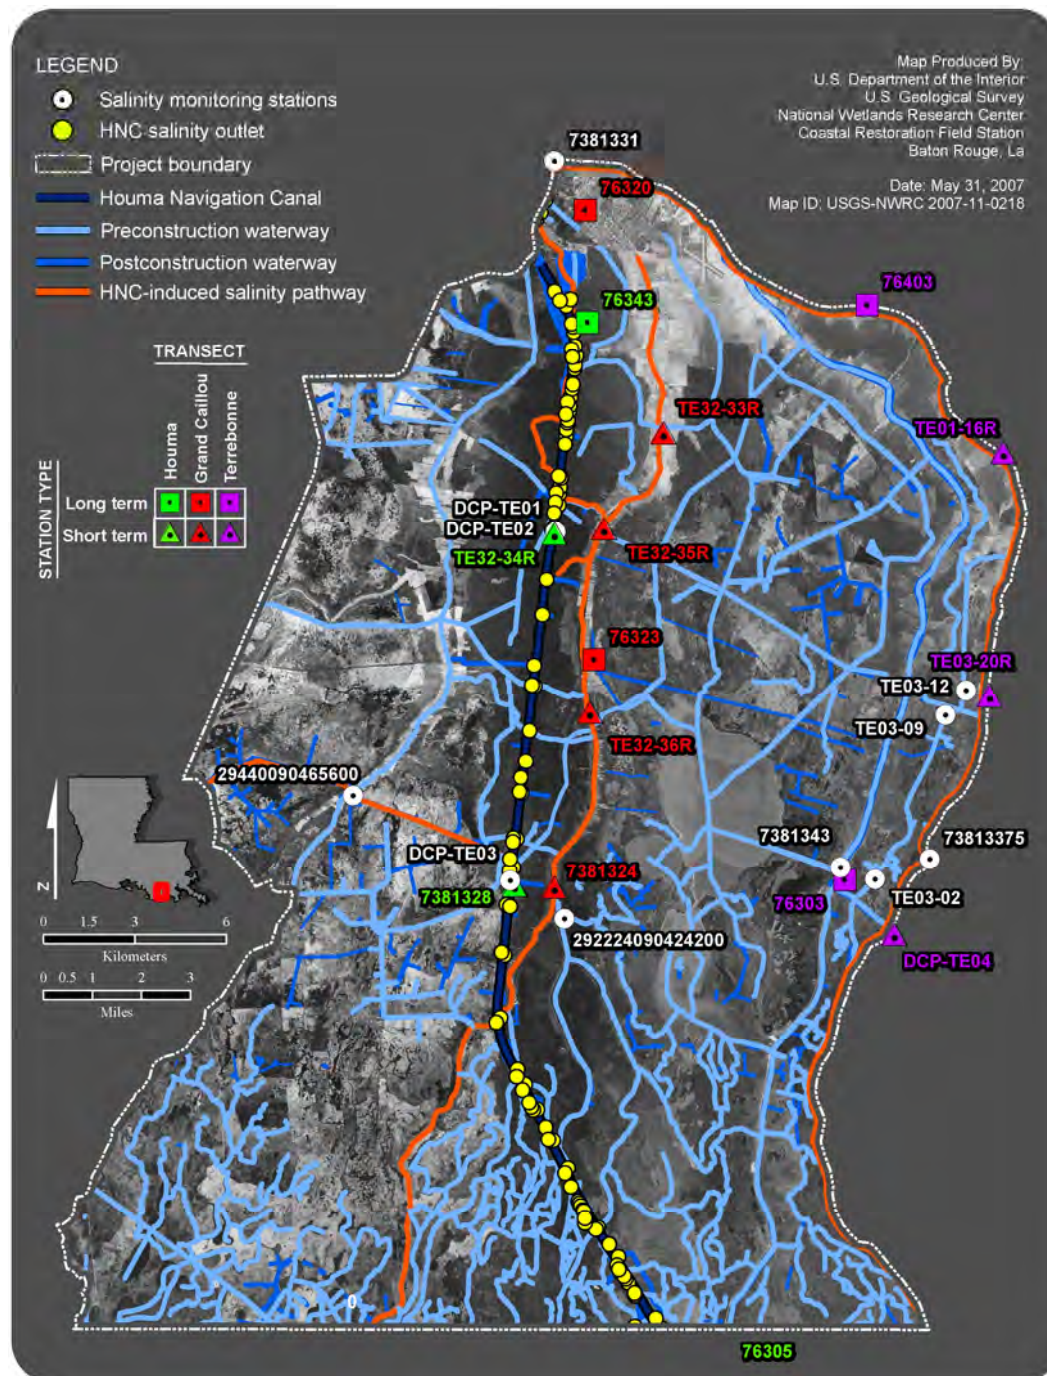 LEGEND
Salinity monitoring stations
HNC salinity outlet
Project boundary
Houma Navigation Canal
Preconstruction waterway
Postconstruction waterway
HNC-induced salinity pathway
Map Produced By:
U.S. Department of the Interior
U.S. Geological Survey
National Wetlands Research Center
Coastal Restoration Field Station
Baton Rouge, La
Date: May 31, 2007
Map ID: USGS-NWRC 2007-11-0218
TRANSECT
Houma
Grand Caillou
Terrebonne
STATION TYPE
Long term
Short term
7381331
76320
76403
76343
TE32-33R
TE01-16R
DCP-TE01
DCP-TE02
TE32-34R
TE32-35R
76323
TE03-20R
TE03-12
TE03-09
TE32-36R
29440090465600
7381343
73813375
DCP-TE03
7381328
7381324
76303
TE03-02
292224090424200
DCP-TE04
N
0 1.5 3 6
Kilometers
0 0.5 1 2 3
Miles
0
76305